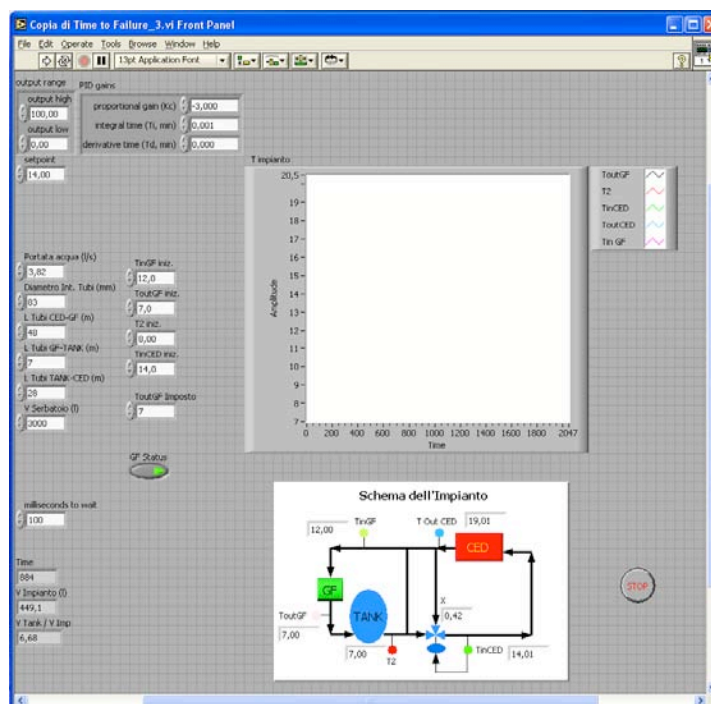 Copia di Time to Failure_3.vi Front Panel
File Edit Operate Tools Browse Window Help
13pt Application Font
output range
output high
100,00
output low
0,00
PID gains
proportional gain (Kc) -3,000
integral time (Ti, min) 0,001
derivative time (Td, min) 0,000
setpoint
14,00
T impianto
20,5
19
18
17
16
15
14
13
12
11
10
9
8
7
Amplitude
0 200 400 600 800 1000 1200 1400 1600 1800 2047
Time
ToutGF
T2
TinCED
ToutCED
Tin GF
Portata acqua (l/s)
3,82
Diametro Int. Tubi (mm)
83
L Tubi CED-GF (m)
48
L Tubi GF-TANK (m)
7
L Tubi TANK-CED (m)
28
V Serbatoio (l)
3000
TinGF iniz.
12,0
ToutGF iniz.
7,0
T2 iniz.
8,00
TinCED iniz.
14,0
ToutGF Imposto
7
GF Status
milliseconds to wait
100
Time
884
V Impianto (l)
449,1
V Tank / V Imp
6,68
Schema dell'Impianto
12,00
TinGF
T Out CED
19,01
CED
GF
ToutGF
7,00
TANK
X
0,42
7,00
T2
TinCED
14,01
STOP